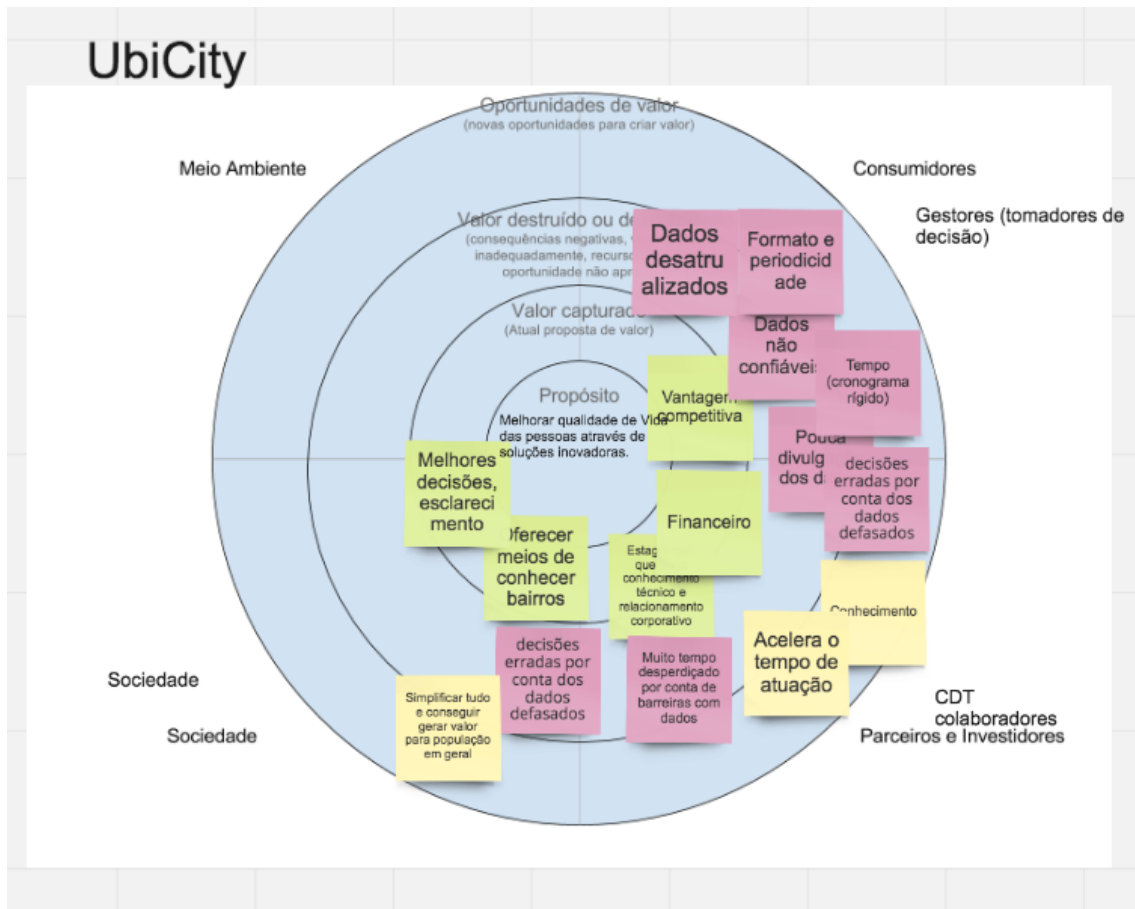 UbiCity
Oportunidades de valor
(novas oportunidades para criar valor)
Meio Ambiente
Consumidores
Gestores (tomadores de
decisão)
Valor destruído ou de
(consequências negativas,
inadequadamente, recurso
oportunidade não apr
Dados
desatru
alizados
Formato e
periodicid
ade
Valor capturado
(Atual proposta de valor)
Dados
não
confiáveis
Tempo
(cronograma
rígido)
Propósito
Melhorar qualidade de Vida
das pessoas através de
soluções inovadoras.
Vantagem
competitiva
Pouca
divulg
dos da
Melhores
decisões,
esclareci
mento
decisões
erradas por
conta dos
dados
defasados
Financeiro
Oferecer
meios de
conhecer
bairros
Estag
que
conhecimento
técnico e
relacionamento
corporativo
Conhecimento
Acelera o
tempo de
atuação
decisões
erradas por
conta dos
dados
defasados
Muito tempo
desperdiçado
por conta de
barreiras com
dados
Simplificar tudo
e conseguir
gerar valor
para população
em geral
Sociedade
Sociedade
CDT
colaboradores
Parceiros e Investidores